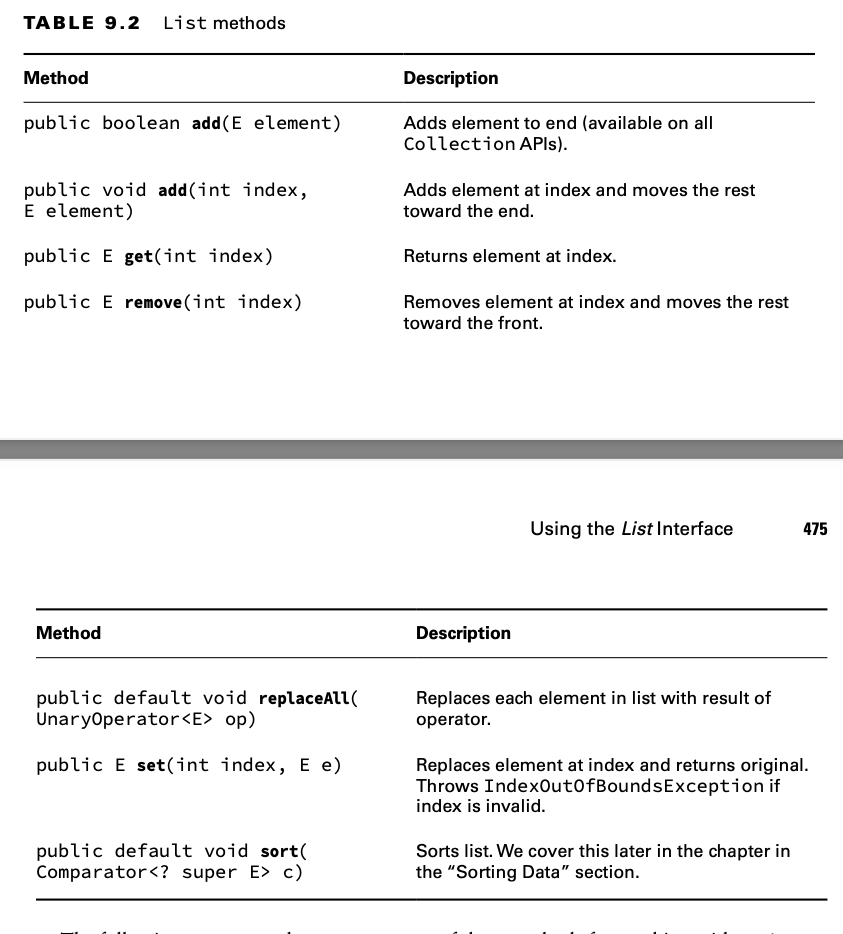 TABLE 9.2 List methods
Method Description
public boolean add(E element) Adds element to end (available on all
Collection APIs).
public void add(int index, Adds element at index and moves the rest
E element) toward the end.
public E get(int index) Returns element at index.
public E remove(int index) Removes element at index and moves the rest
toward the front.
Using the List Interface 475
Method Description
public default void replaceAll( Replaces each element in list with result of
UnaryOperator<E> op) operator.
public E set(int index, E e) Replaces element at index and returns original.
Throws IndexOutOfBoundsException if
index is invalid.
public default void sort( Sorts list. We cover this later in the chapter in
Comparator<? super E> c) the “Sorting Data” section.